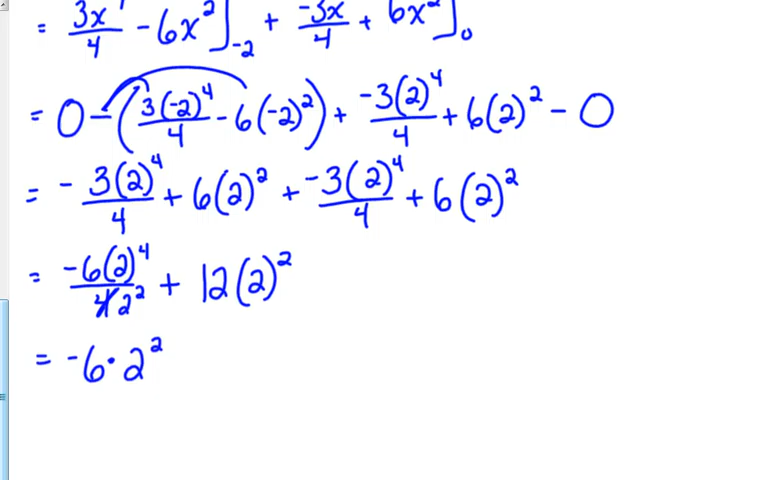 = 3x⁴/4 - 6x²]₋₂ + -3x/4 + 6x²]₀
= 0 - (3(-2)⁴/4 - 6(-2)²) + -3(2)⁴/4 + 6(2)² - 0
= - 3(2)⁴/4 + 6(2)² + -3(2)⁴/4 + 6(2)²
= -6(2)⁴/4 2² + 12(2)²
= -6·2²